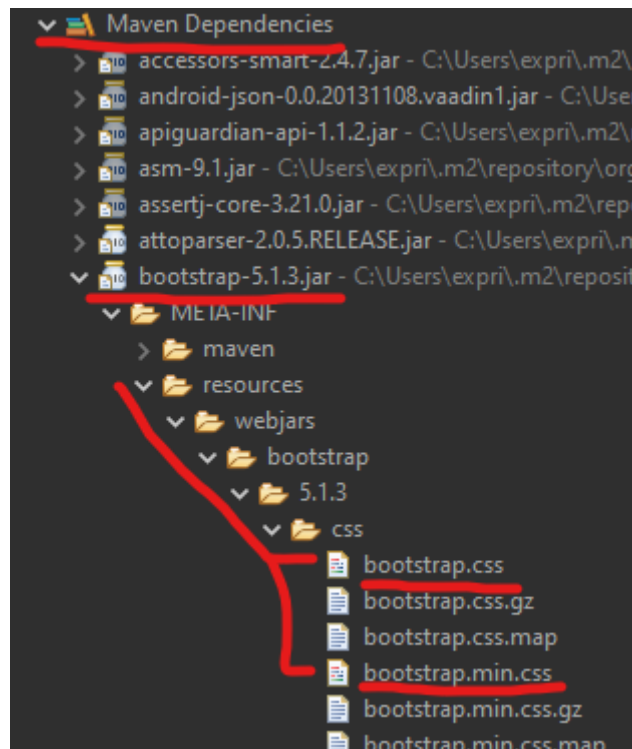 Maven Dependencies
accessors-smart-2.4.7.jar - C:\Users\expri\.m2\
android-json-0.0.20131108.vaadin1.jar - C:\Use
apiguardian-api-1.1.2.jar - C:\Users\expri\.m2\
asm-9.1.jar - C:\Users\expri\.m2\repository\org
assertj-core-3.21.0.jar - C:\Users\expri\.m2\repo
attoparser-2.0.5.RELEASE.jar - C:\Users\expri\.m
bootstrap-5.1.3.jar - C:\Users\expri\.m2\reposit
META-INF
maven
resources
webjars
bootstrap
5.1.3
css
bootstrap.css
bootstrap.css.gz
bootstrap.css.map
bootstrap.min.css
bootstrap.min.css.gz
bootstrap.min.css.map